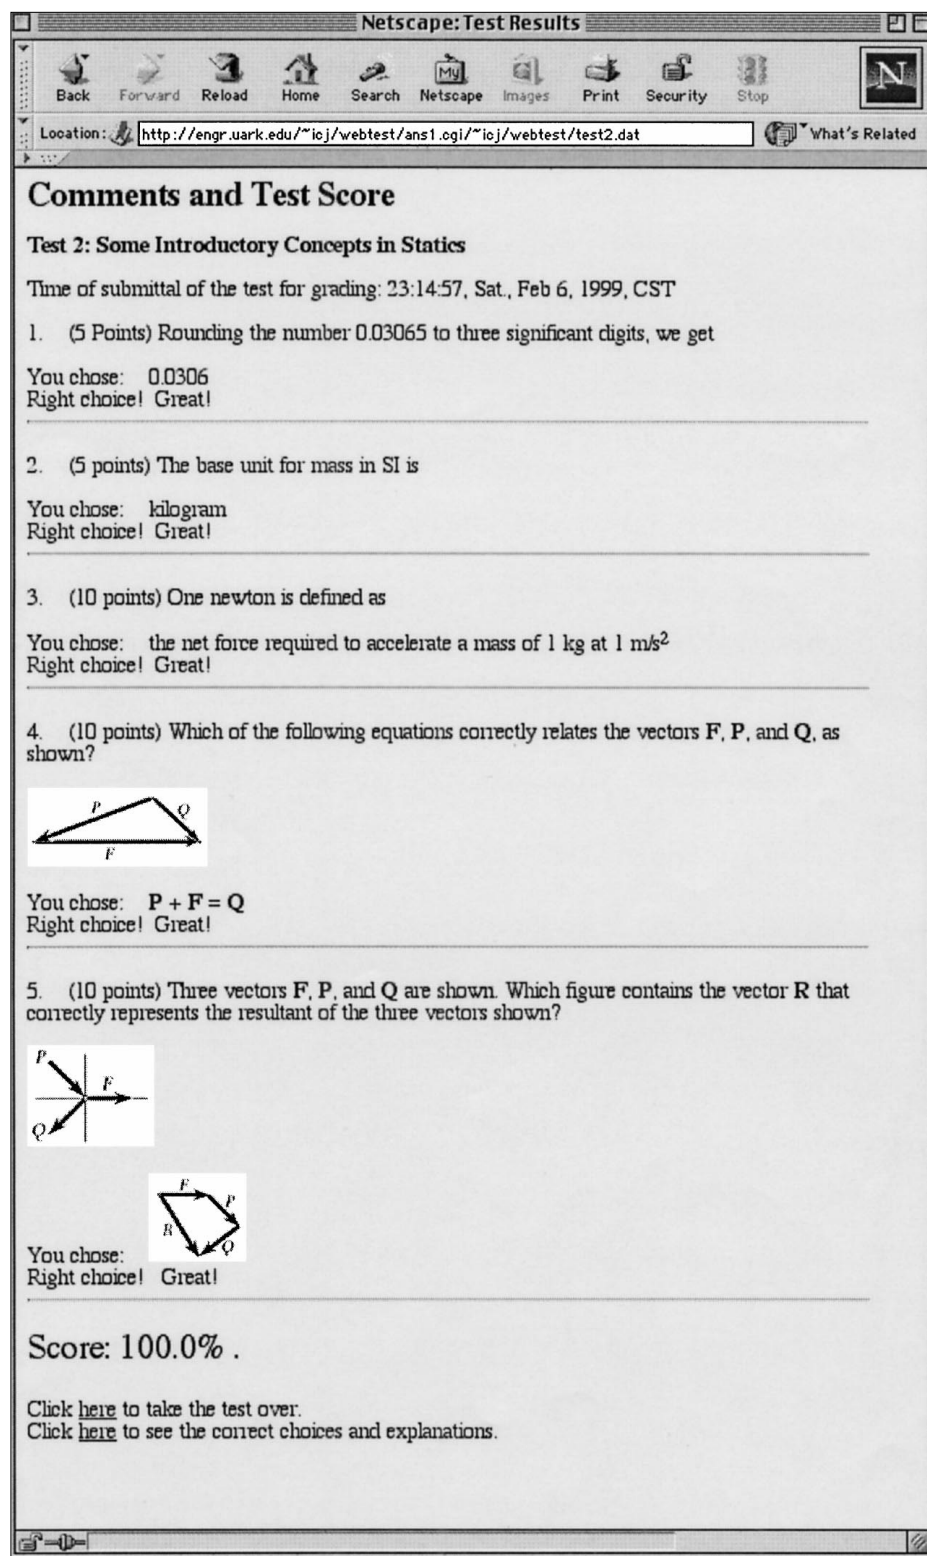 Netscape: Test Results
Back Forward Reload Home Search My Netscape Images Print Security Stop N
Location: http://engr.uark.edu/~icj/webtest/ans1.cgi/~icj/webtest/test2.dat What's Related
Comments and Test Score
Test 2: Some Introductory Concepts in Statics
Time of submittal of the test for grading: 23:14:57, Sat., Feb 6, 1999, CST
1. (5 Points) Rounding the number 0.03065 to three significant digits, we get
You chose: 0.0306
Right choice! Great!
2. (5 points) The base unit for mass in SI is
You chose: kilogram
Right choice! Great!
3. (10 points) One newton is defined as
You chose: the net force required to accelerate a mass of 1 kg at 1 m/s²
Right choice! Great!
4. (10 points) Which of the following equations correctly relates the vectors F, P, and Q, as
shown?
P Q
F
You chose: P + F = Q
Right choice! Great!
5. (10 points) Three vectors F, P, and Q are shown. Which figure contains the vector R that
correctly represents the resultant of the three vectors shown?
P
F
Q
F
P
R
Q
You chose:
Right choice! Great!
Score: 100.0% .
Click here to take the test over.
Click here to see the correct choices and explanations.